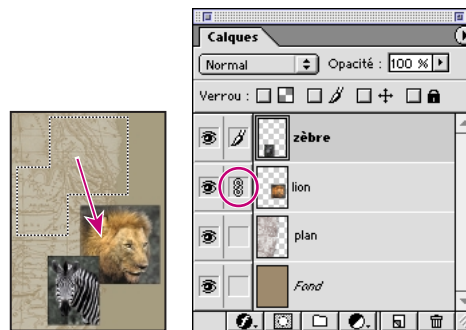 Calques
Normal Opacité : 100 %
Verrou :
zèbre
lion
plan
Fond